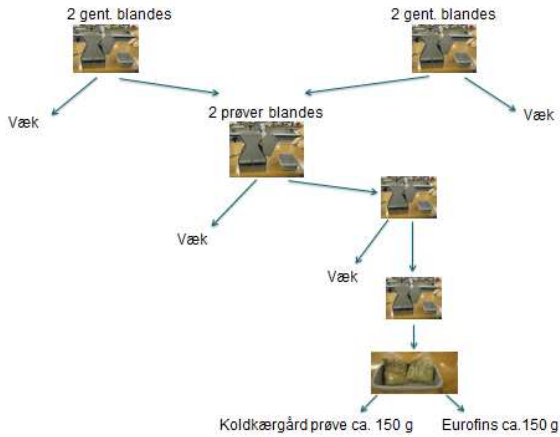 2 gent. blandes
2 gent. blandes
Væk
Væk
2 prøver blandes
Væk
Væk
Koldkærgård prøve ca. 150 g
Eurofins ca.150 g